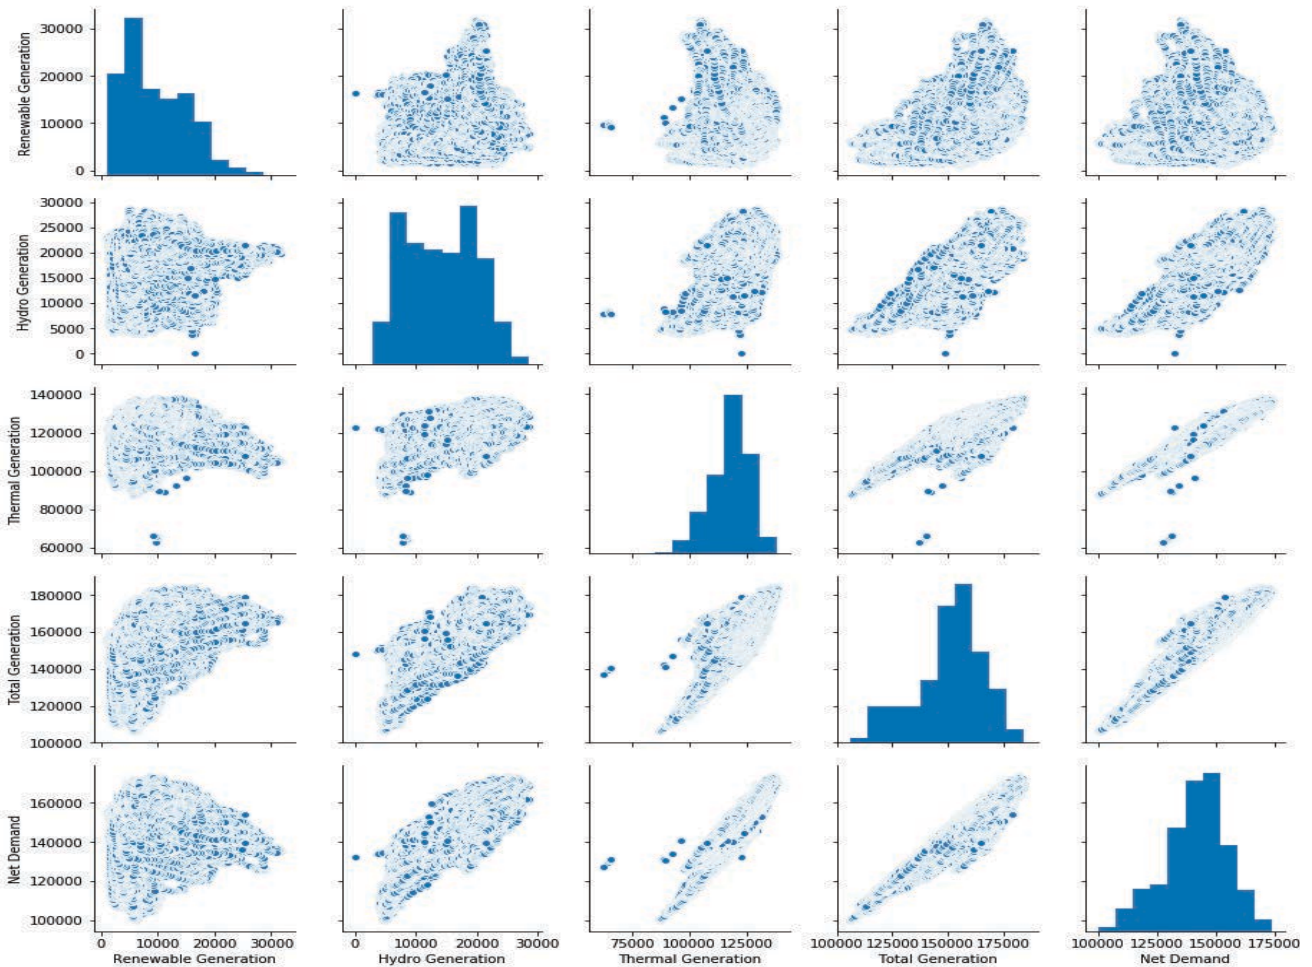 Renewable Generation
30000
20000
10000
0
Hydro Generation
30000
25000
20000
15000
10000
5000
0
Thermal Generation
140000
120000
100000
80000
60000
Total Generation
180000
160000
140000
120000
100000
Net Demand
160000
140000
120000
100000
0 10000 20000 30000
0 10000 20000 30000
75000 100000 125000
100000 125000 150000 175000
100000 125000 150000 175000
Renewable Generation
Hydro Generation
Thermal Generation
Total Generation
Net Demand